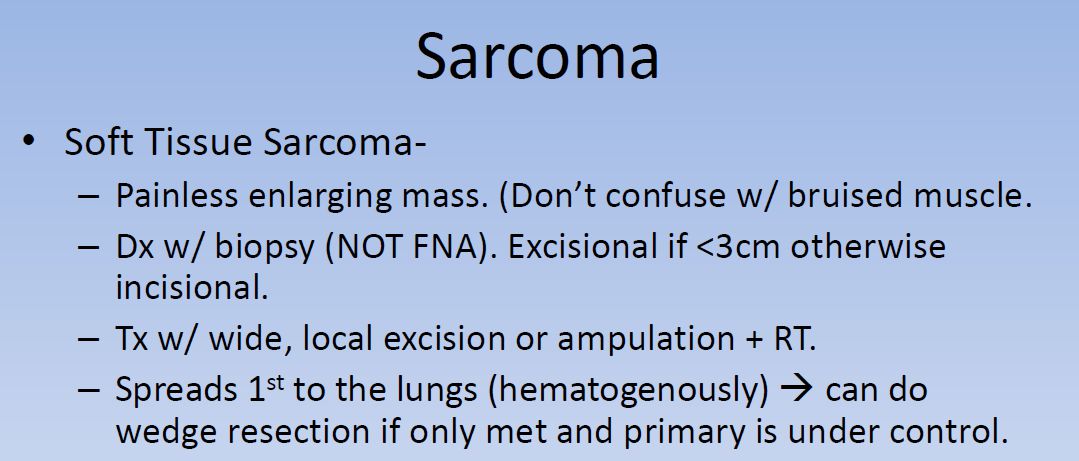 Sarcoma
• Soft Tissue Sarcoma-
– Painless enlarging mass. (Don’t confuse w/ bruised muscle.
– Dx w/ biopsy (NOT FNA). Excisional if <3cm otherwise
incisional.
– Tx w/ wide, local excision or ampulation + RT.
– Spreads 1st to the lungs (hematogenously) → can do
wedge resection if only met and primary is under control.